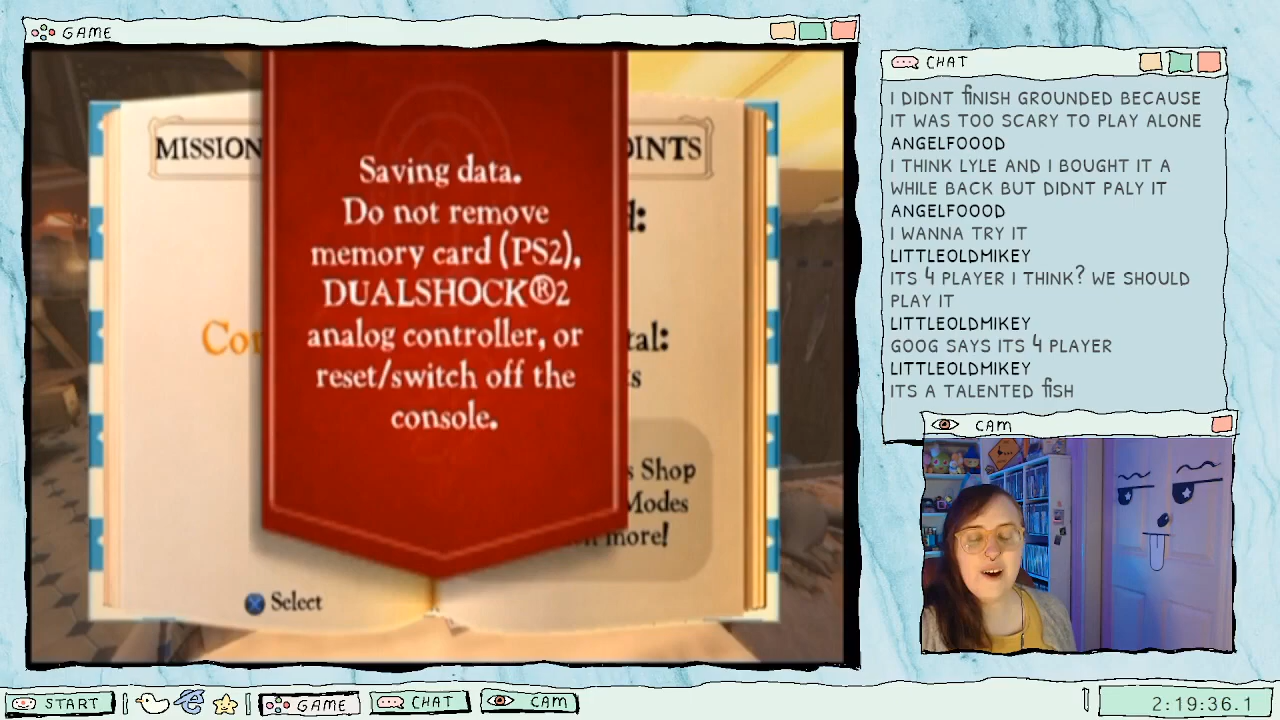 GAME
MISSION
OINTS
Saving data.
Do not remove
memory card (PS2),
DUALSHOCK®2
analog controller, or
reset/switch off the
console.
d:
Co
tal:
ts
s Shop
Modes
n more!
Select
CHAT
I DIDNT FINISH GROUNDED BECAUSE
IT WAS TOO SCARY TO PLAY ALONE
ANGELFOOOD
I THINK LYLE AND I BOUGHT IT A
WHILE BACK BUT DIDNT PALY IT
ANGELFOOOD
I WANNA TRY IT
LITTLEOLDMIKEY
ITS 4 PLAYER I THINK? WE SHOULD
PLAY IT
LITTLEOLDMIKEY
GOOG SAYS ITS 4 PLAYER
LITTLEOLDMIKEY
ITS A TALENTED FISH
CAM
START
GAME
CHAT
CAM
2:19:36.1